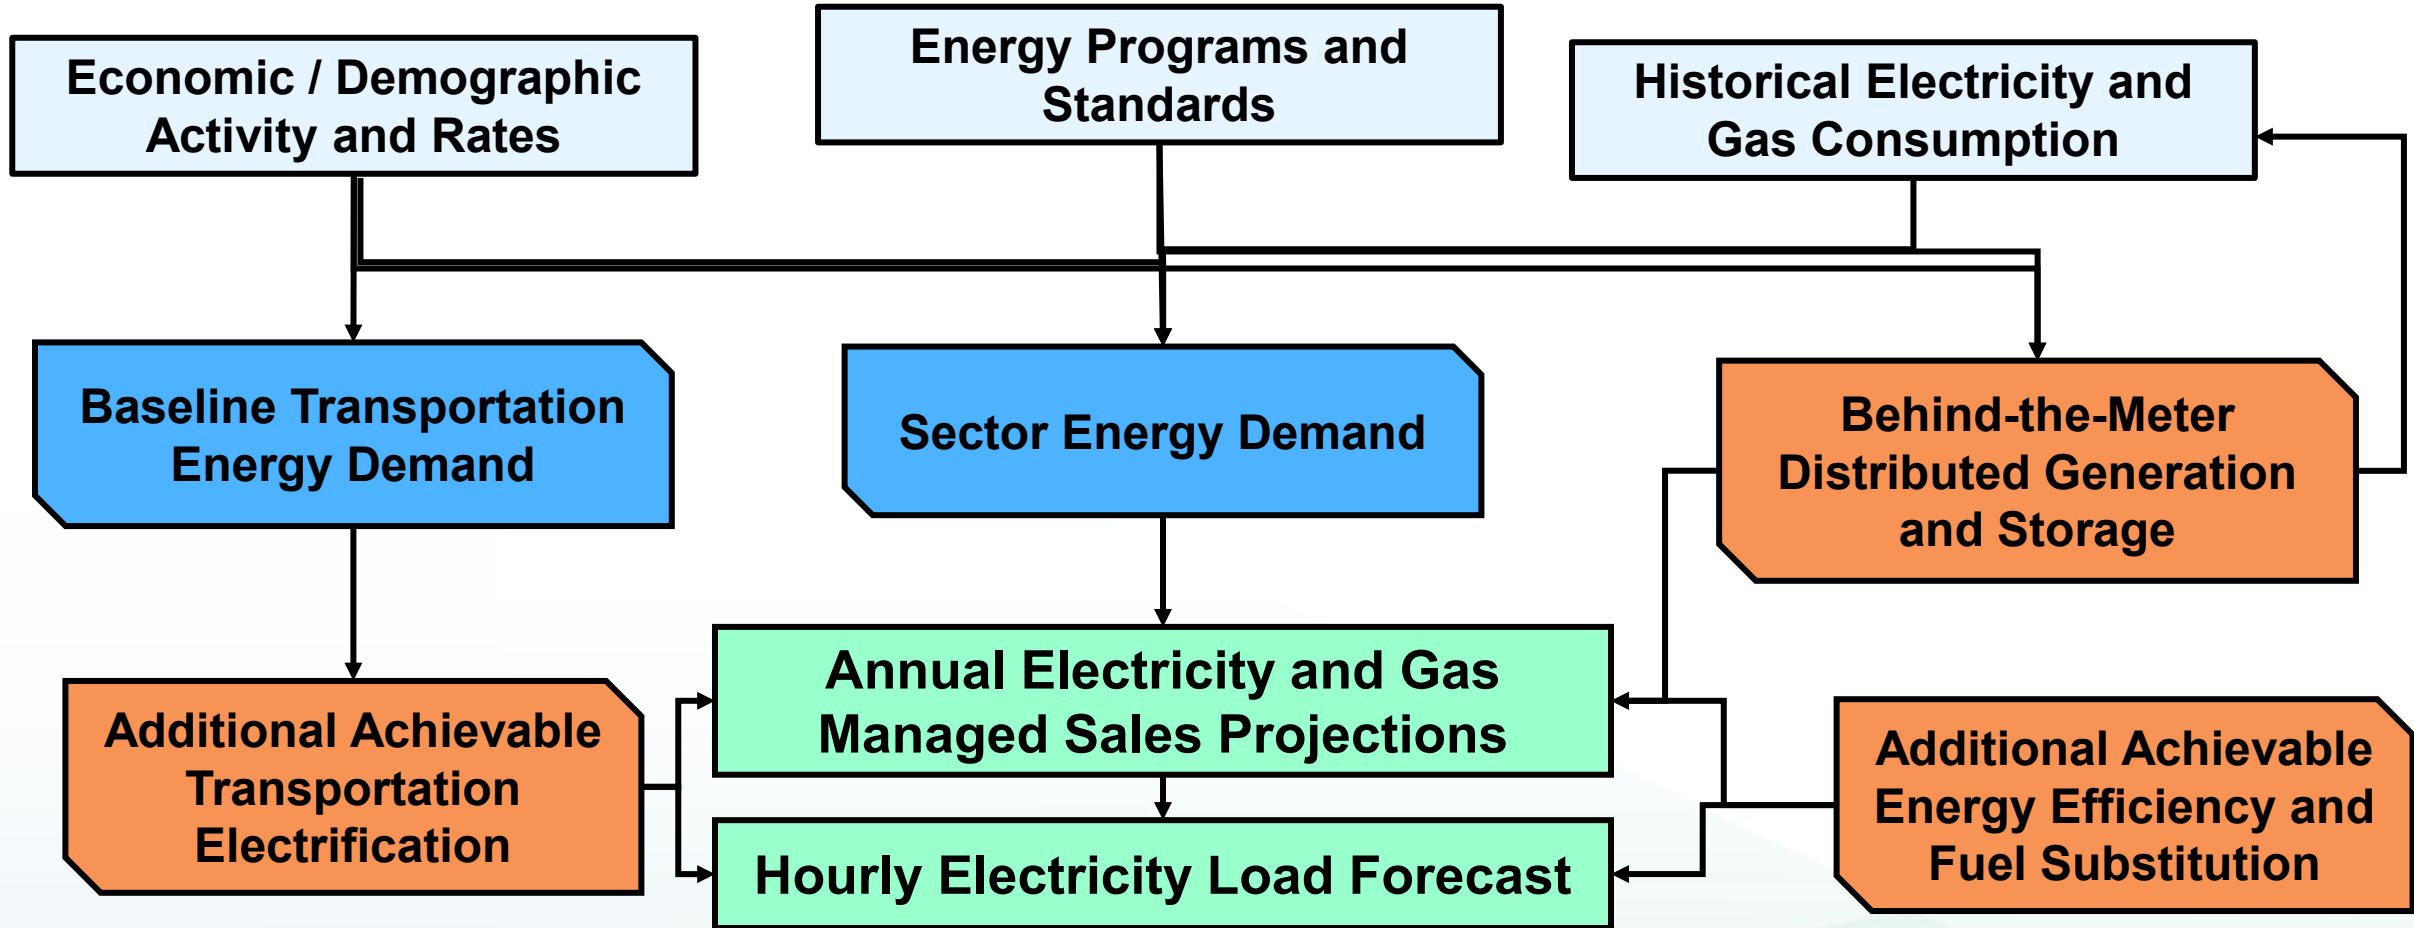 Economic / Demographic
Activity and Rates
Energy Programs and
Standards
Historical Electricity and
Gas Consumption
Baseline Transportation
Energy Demand
Sector Energy Demand
Behind-the-Meter
Distributed Generation
and Storage
Additional Achievable
Transportation
Electrification
Annual Electricity and Gas
Managed Sales Projections
Hourly Electricity Load Forecast
Additional Achievable
Energy Efficiency and
Fuel Substitution